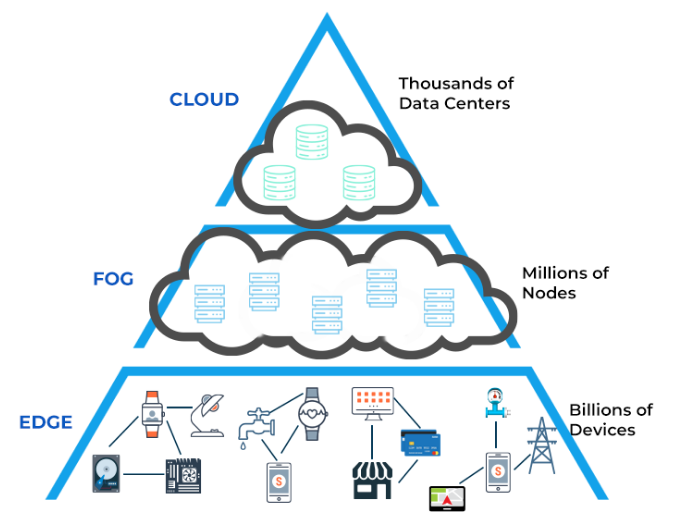 CLOUD
Thousands of
Data Centers
FOG
Millions of
Nodes
EDGE
Billions of
Devices
S
S